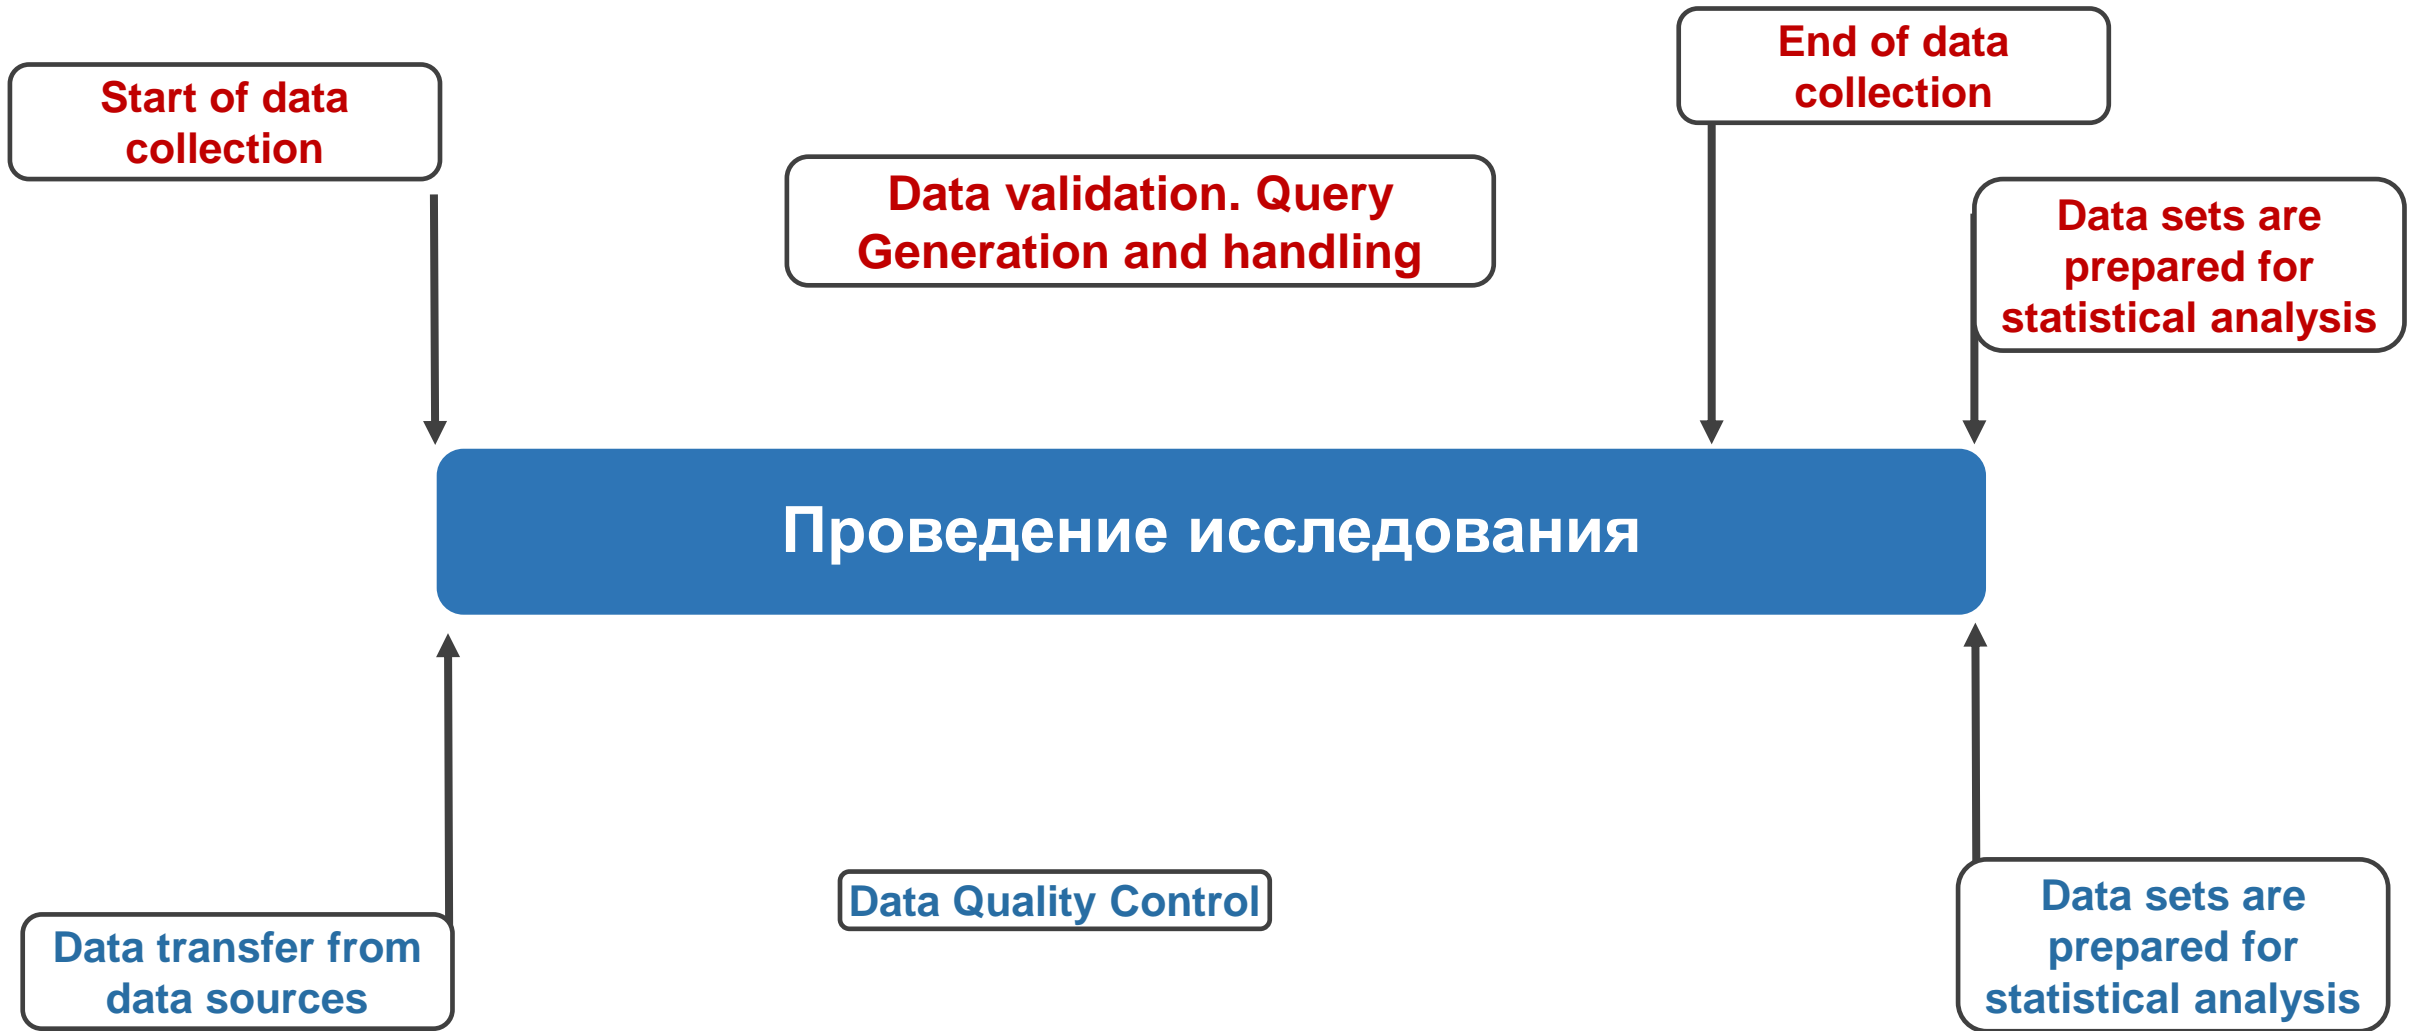 End of data
collection
Start of data
collection
Data validation. Query
Generation and handling
Data sets are
prepared for
statistical analysis
Проведение исследования
Data Quality Control
Data transfer from
data sources
Data sets are
prepared for
statistical analysis